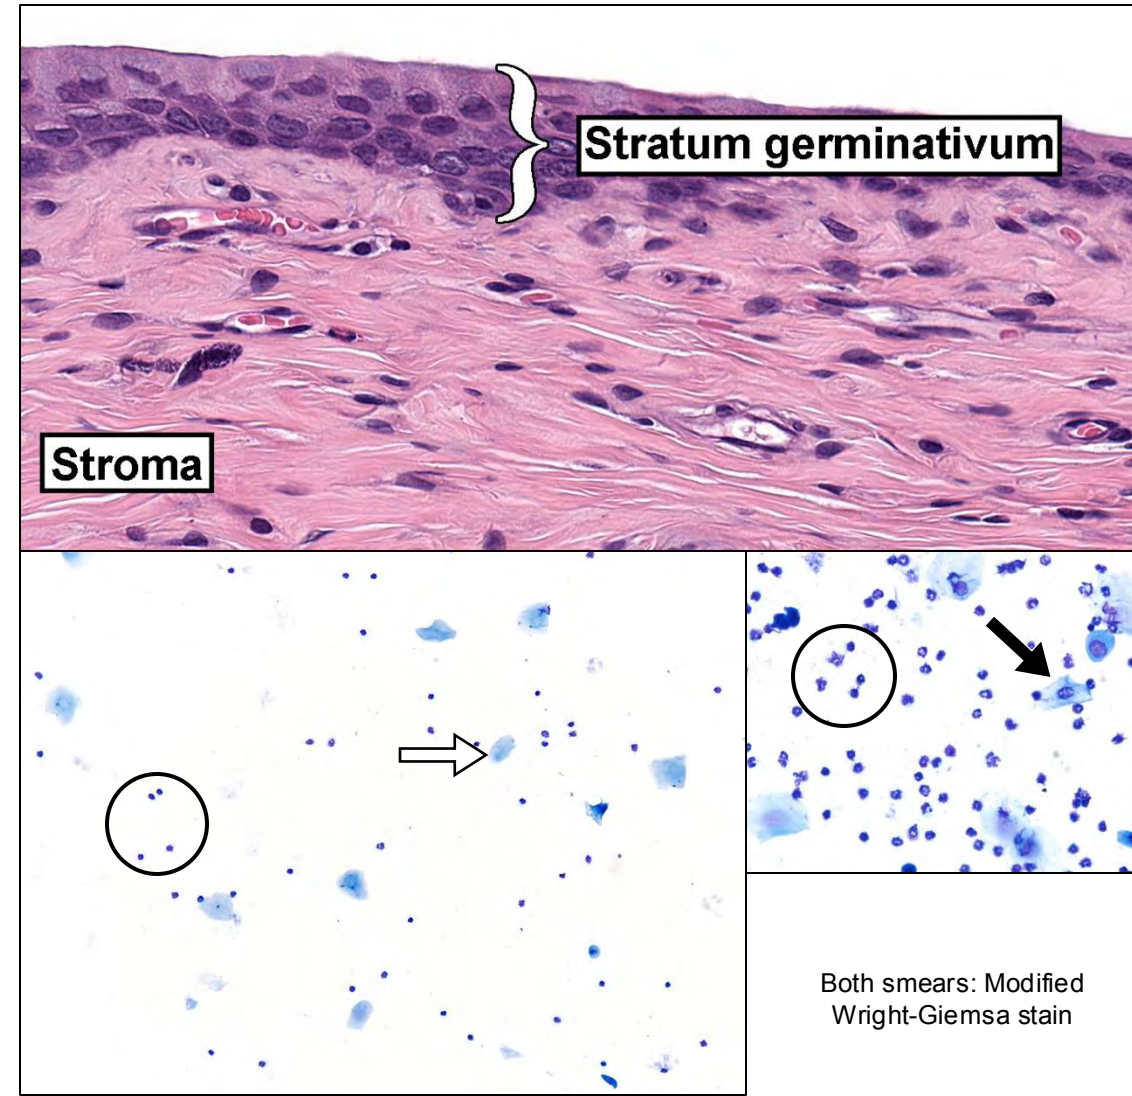 Stratum germinativum
Stroma
Both smears: Modified
Wright-Giemsa stain